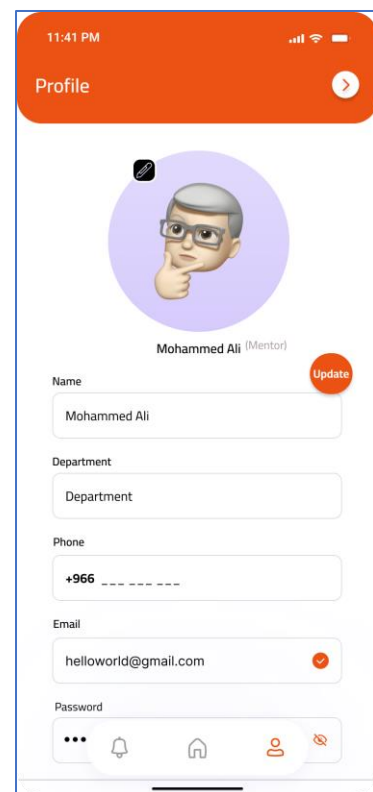 11:41 PM
Profile
Mohammed Ali (Mentor)
Update
Name
Mohammed Ali
Department
Department
Phone
+966 _ _ _ _ _ _ _ _ _
Email
helloworld@gmail.com
Password